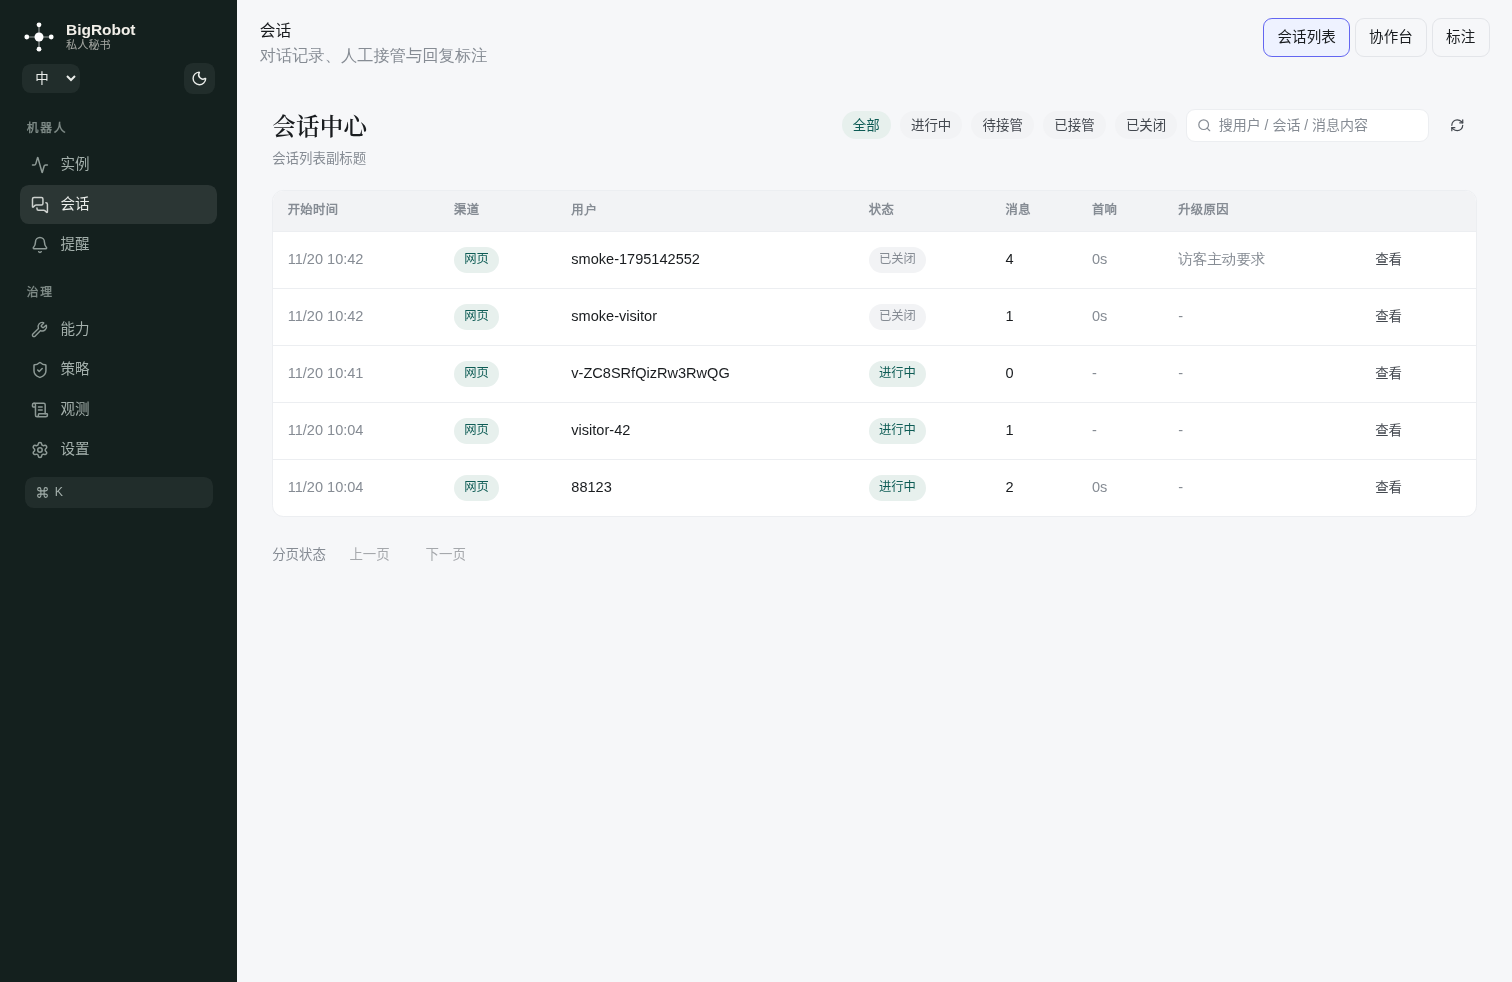 BigRobot
私人秘书
中
机器人
实例
会话
提醒
治理
能力
策略
观测
设置
⌘ K
会话
对话记录、人工接管与回复标注
会话列表 协作台 标注
会话中心
会话列表副标题
全部 进行中 待接管 已接管 已关闭 搜用户 / 会话 / 消息内容
开始时间 渠道 用户 状态 消息 首响 升级原因
11/20 10:42 网页 smoke-1795142552 已关闭 4 0s 访客主动要求 查看
11/20 10:42 网页 smoke-visitor 已关闭 1 0s - 查看
11/20 10:41 网页 v-ZC8SRfQizRw3RwQG 进行中 0 - - 查看
11/20 10:04 网页 visitor-42 进行中 1 - - 查看
11/20 10:04 网页 88123 进行中 2 0s - 查看
分页状态 上一页 下一页